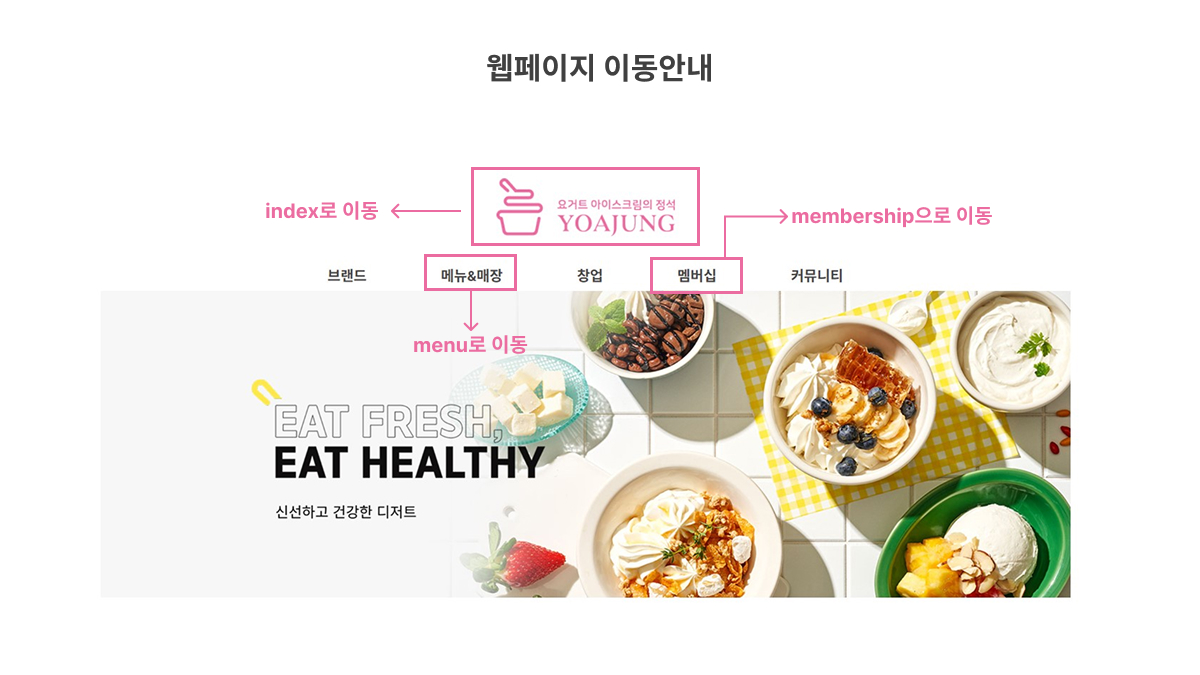 웹페이지 이동안내
index로 이동
요거트 아이스크림의 정석
YOAJUNG
membership으로 이동
브랜드
메뉴&매장
창업
멤버십
커뮤니티
menu로 이동
EAT FRESH,
EAT HEALTHY
신선하고 건강한 디저트